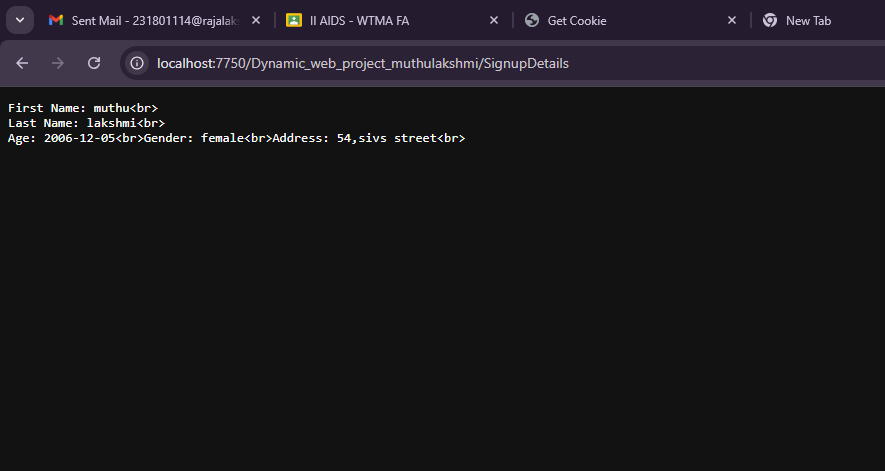 Sent Mail - 231801114@rajalak
II AIDS - WTMA FA
Get Cookie
New Tab
localhost:7750/Dynamic_web_project_muthulakshmi/SignupDetails
First Name: muthu<br>
Last Name: lakshmi<br>
Age: 2006-12-05<br>Gender: female<br>Address: 54,sivs street<br>